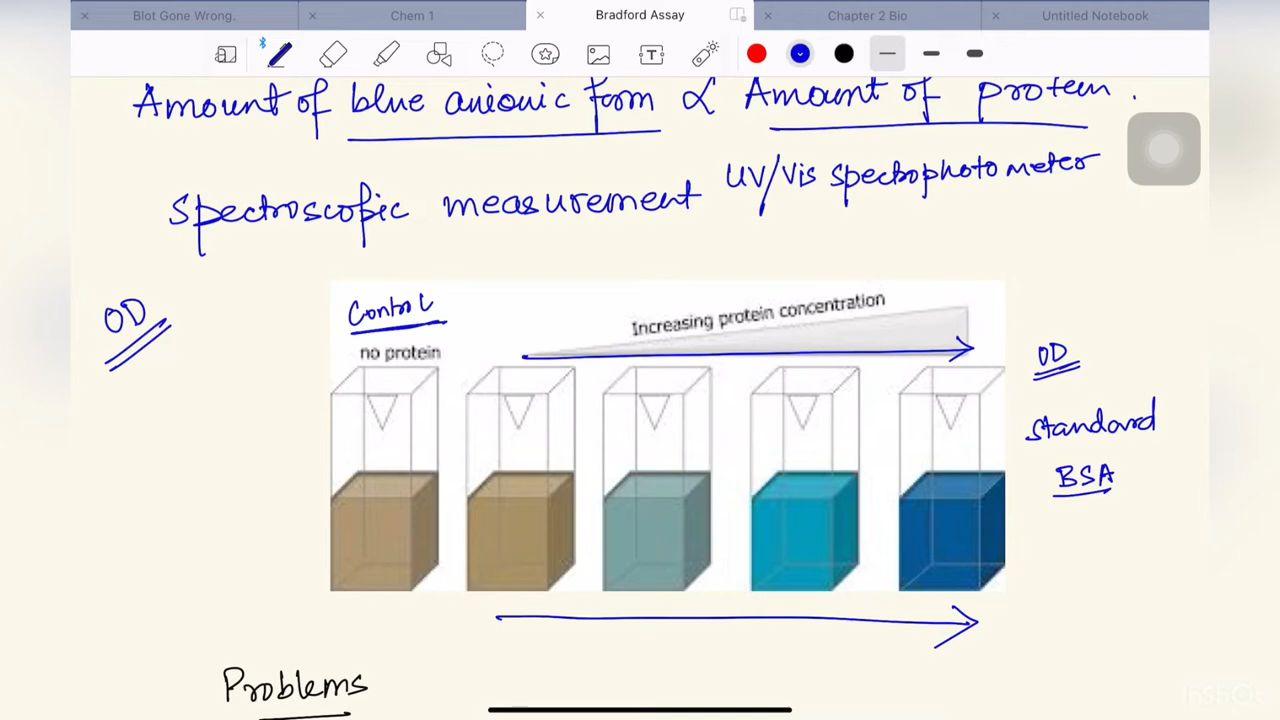 Blot Gone Wrong. Chem 1 Bradford Assay Chapter 2 Bio Untitled Notebook
Amount of blue anionic form ∝ Amount of protein.
Spectroscopic measurement UV/Vis spectrophotometer
OD
Control
Increasing protein concentration
no protein
OD
Standard
BSA
Problems
InShOt